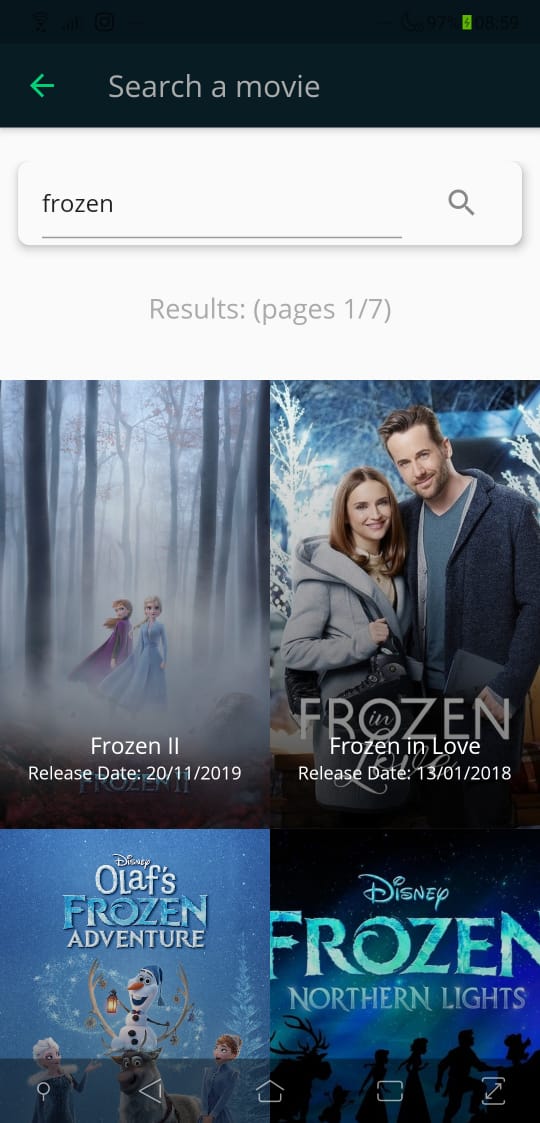 97%
08:59
Search a movie
frozen
Results: (pages 1/7)
FROZEN
in
Love
Frozen II
Release Date: 20/11/2019
FROZEN II
Frozen in Love
Release Date: 13/01/2018
Disney
Olaf's
FROZEN
ADVENTURE
Disney
FROZEN
NORTHERN LIGHTS